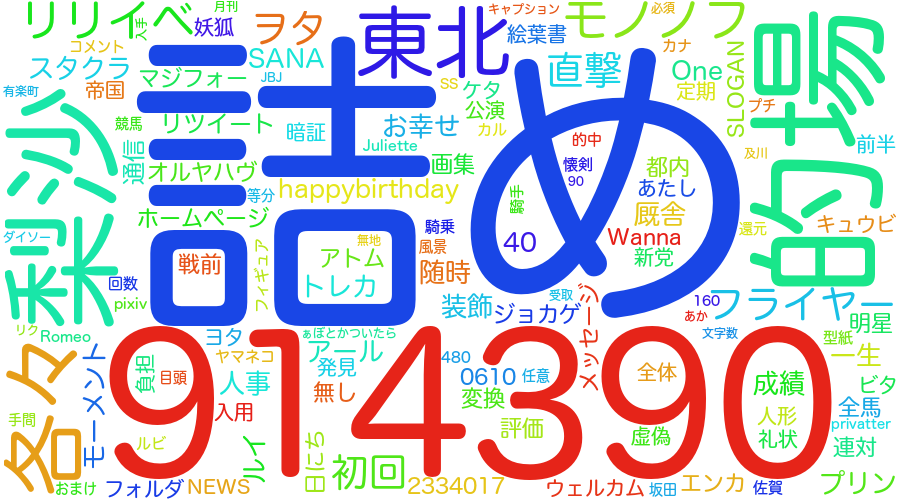 リリイベ
妖狐
月刊
ヲタ
東北
キャプション
絵葉書
モノノフ
必須
カナ
入手
コメント
スタクラ
SANA
マジフォー
JBJ
帝国
有楽町
直撃
One
定期
SLOGAN
プチ
的場
前半
SS
ケタ
公演
カル
誌
め
競馬
リツイート
暗証
お幸せ
Juliette
通信
オルヤハヴ
画集
等分
happybirthday
的中
懐剣
90
騎手
都内
あたし
及川
梨沙
ダイソー
ホームページ
騎乗
風景
無地
戦前
アトム
トレカ
フィギュア
随時
40
厩舎
Wanna
新党
還元
キュウビ
回数
pixiv
装飾
ジョカゲ
受取
メッセージ
160
あか
フライヤー
文字数
明星
型紙
リク
Romeo
ヨタ
ぁぼとかついたら
アール
ヤマネコ
発見
480
0610
任意
914390
一生
各々
モーメント
負担
目頭
人事
無し
変換
全体
成績
ビタ
全馬
privatter
手間
入用
評価
虚偽
人形
礼状
連対
ルビ
ルイ
日にち
初回
2334017
おまけ
フォルダ
NEWS
ウェルカム
坂田
エンカ
佐賀
プリン